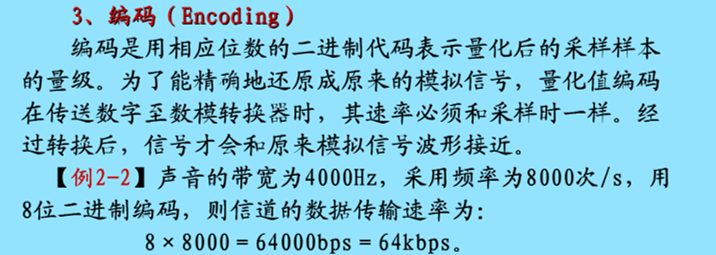 3、编码（Encoding）
编码是用相应位数的二进制代码表示量化后的采样样本
的量级。为了能精确地还原成原来的模拟信号，量化值编码
在传送数字至数模转换器时，其速率必须和采样时一样。经
过转换后，信号才会和原来模拟信号波形接近。
【例2-2】声音的带宽为4000Hz，采用频率为8000次/s，用
8位二进制编码，则信道的数据传输速率为：
8×8000＝64000bps＝64kbps。